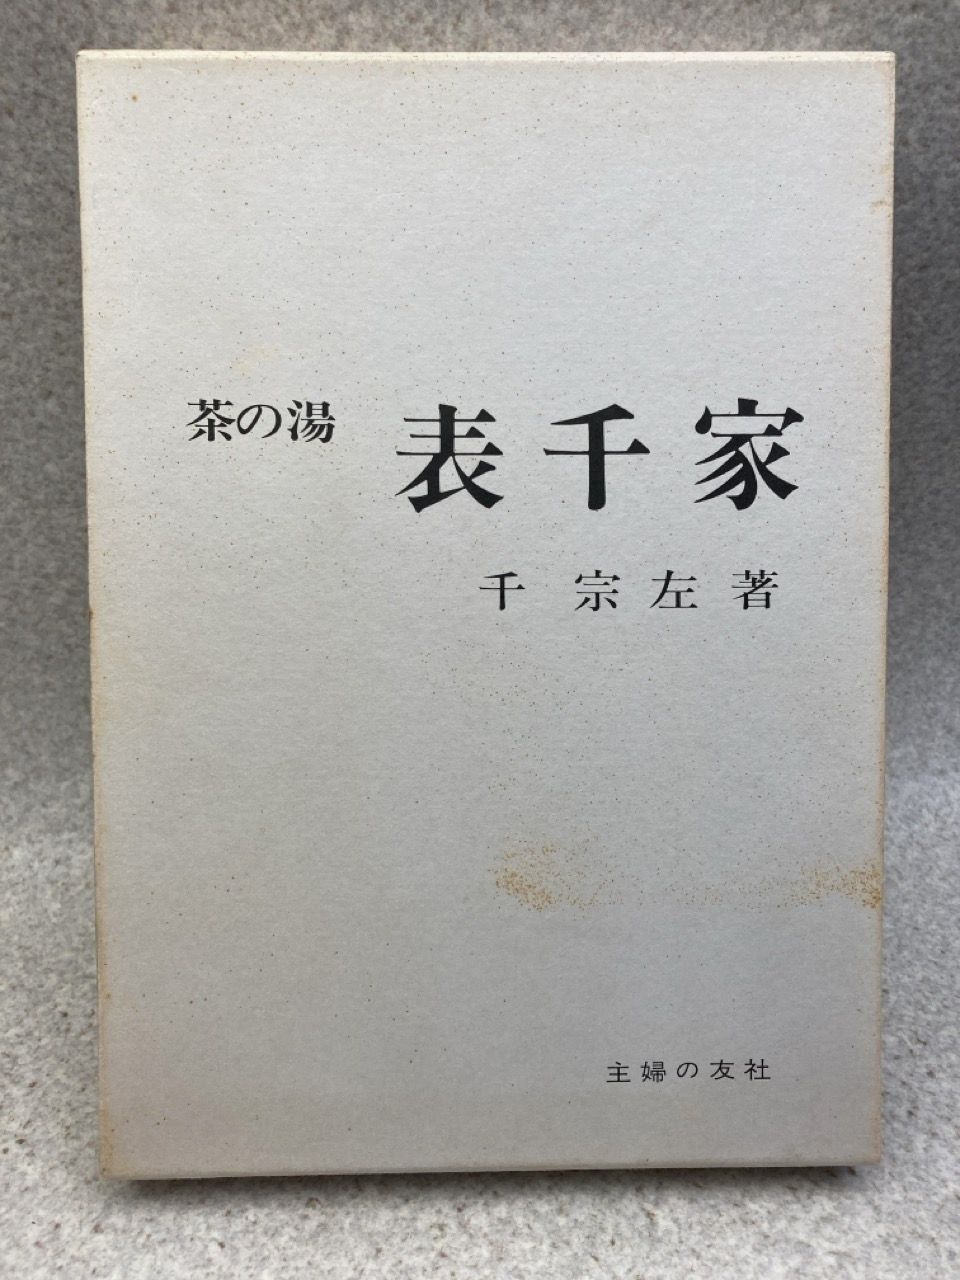 茶の湯 表千家
千宗左著
主婦の友社